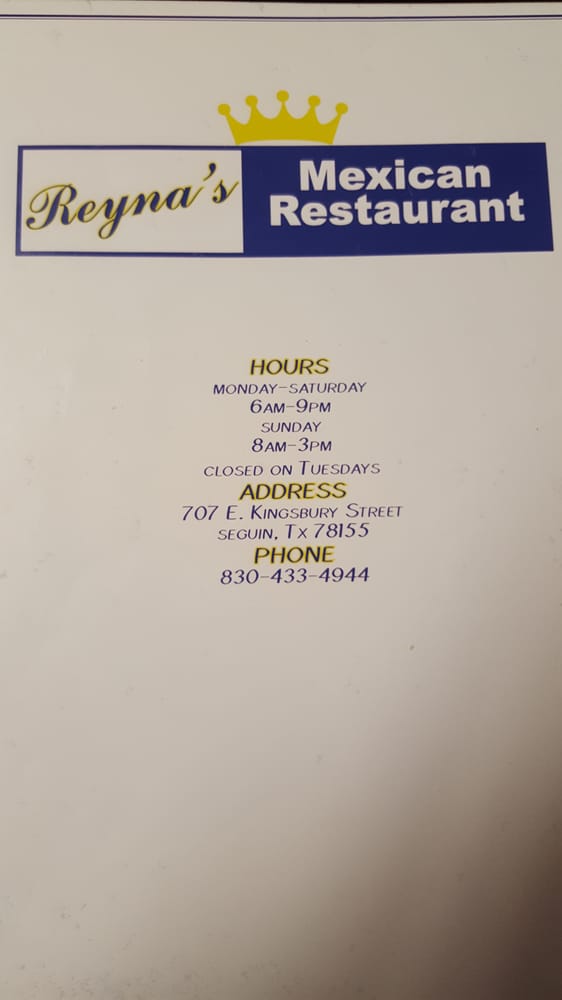 Reyna's
Mexican
Restaurant
HOURS
MONDAY-SATURDAY
6AM-9PM
SUNDAY
8AM-3PM
CLOSED ON TUESDAYS
ADDRESS
707 E. KINGSBURY STREET
SEGUIN, TX 78155
PHONE
830-433-4944